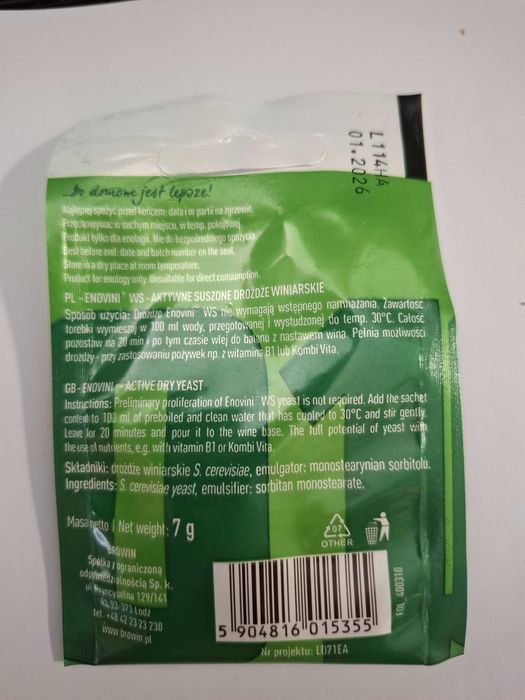 L114HA
01.2026
...bo domowe jest lepsze!
Najlepiej spożyć przed końcem: data i nr partii na zgrzewie.
Przechowywać w suchym miejscu, w temp. pokojowej.
Produkt tylko dla enologii. Nie do bezpośredniego spożycia.
Best before end: date and batch number on the seal.
Store in a dry place at room temperature.
Product for enology only. Unsuitable for direct consumption.
PL - ENOVINI® WS - AKTYWNE SUSZONE DROŻDŻE WINIARSKIE
Sposób użycia: Drożdże Enovini® WS nie wymagają wstępnego namnażania. Zawartość
torebki wymieszaj w 100 ml wody, przegotowanej i wystudzonej do temp. 30°C. Całość
pozostaw na 20 min i po tym czasie wlej do balonu z nastawem wina. Pełnia możliwości
drożdży - przy zastosowaniu pożywek np. z witaminą B1 lub Kombi Vita.
GB - ENOVINI® - ACTIVE DRY YEAST
Instructions: Preliminary proliferation of Enovini® WS yeast is not required. Add the sachet
content to 100 ml of preboiled and clean water that has cooled to 30°C and stir gently.
Leave for 20 minutes and pour it to the wine base. The full potential of yeast with
the use of nutrients, e.g. with vitamin B1 or Kombi Vita.
Składniki: drożdże winiarskie S. cerevisiae, emulgator: monostearynian sorbitolu.
Ingredients: S. cerevisiae yeast, emulsifier: sorbitan monostearate.
Masa netto / Net weight: 7 g
07
OTHER
BROWIN
Spółka z ograniczoną
odpowiedzialnością Sp. k.
ul. Pryncypalna 129/141
93-373 Łódź
tel. +48 42 23 23 230
www.browin.pl
5 904816 015355
FOL_400310
Nr projektu: L071EA